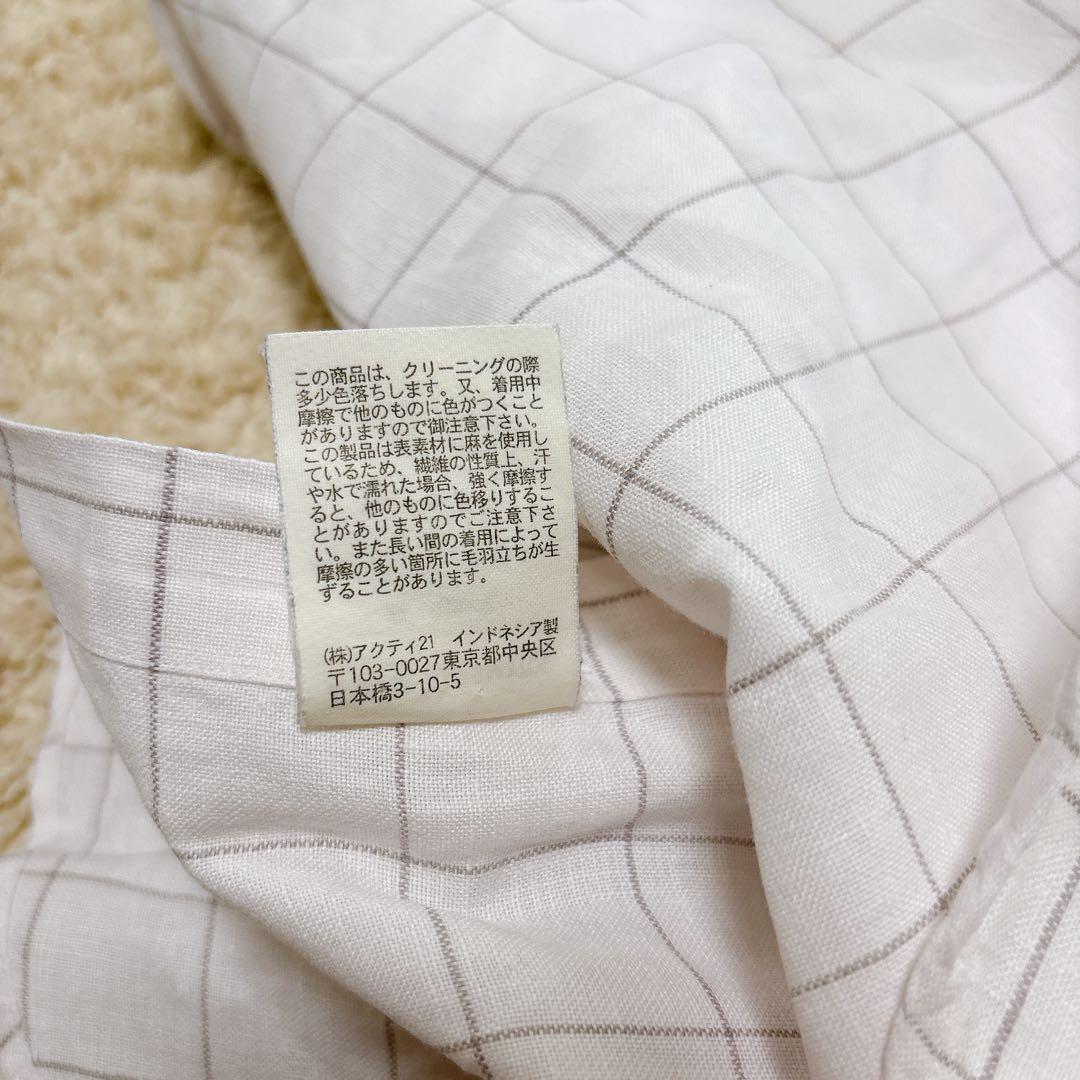 この商品は、クリーニングの際
多少色落ちします。又、着用中
摩擦で他のものに色がつくこと
がありますので御注意下さい。
この製品は表素材に麻を使用し
ているため、繊維の性質上、汗
や水で濡れた場合、強く摩擦す
ると、他のものに色移りするこ
とがありますのでご注意下さ
い。また長い間の着用によって
摩擦の多い箇所に毛羽立ちが生
ずることがあります。
(株)アクティ21 インドネシア製
〒103-0027東京都中央区
日本橋3-10-5